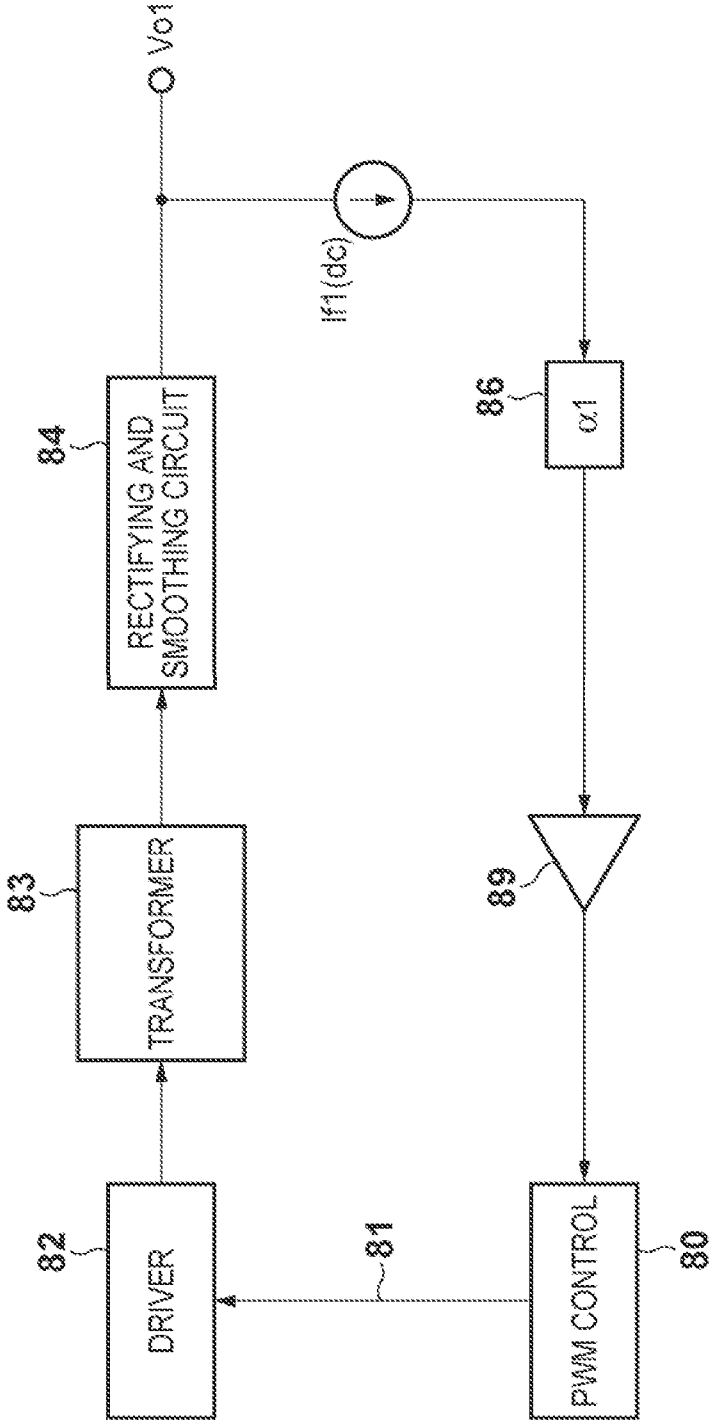 82
DRIVER
83
TRANSFORMER
84
RECTIFYING AND
SMOOTHING CIRCUIT
Vo1
If1(dc)
81
80
PWM CONTROL
89
86
α1